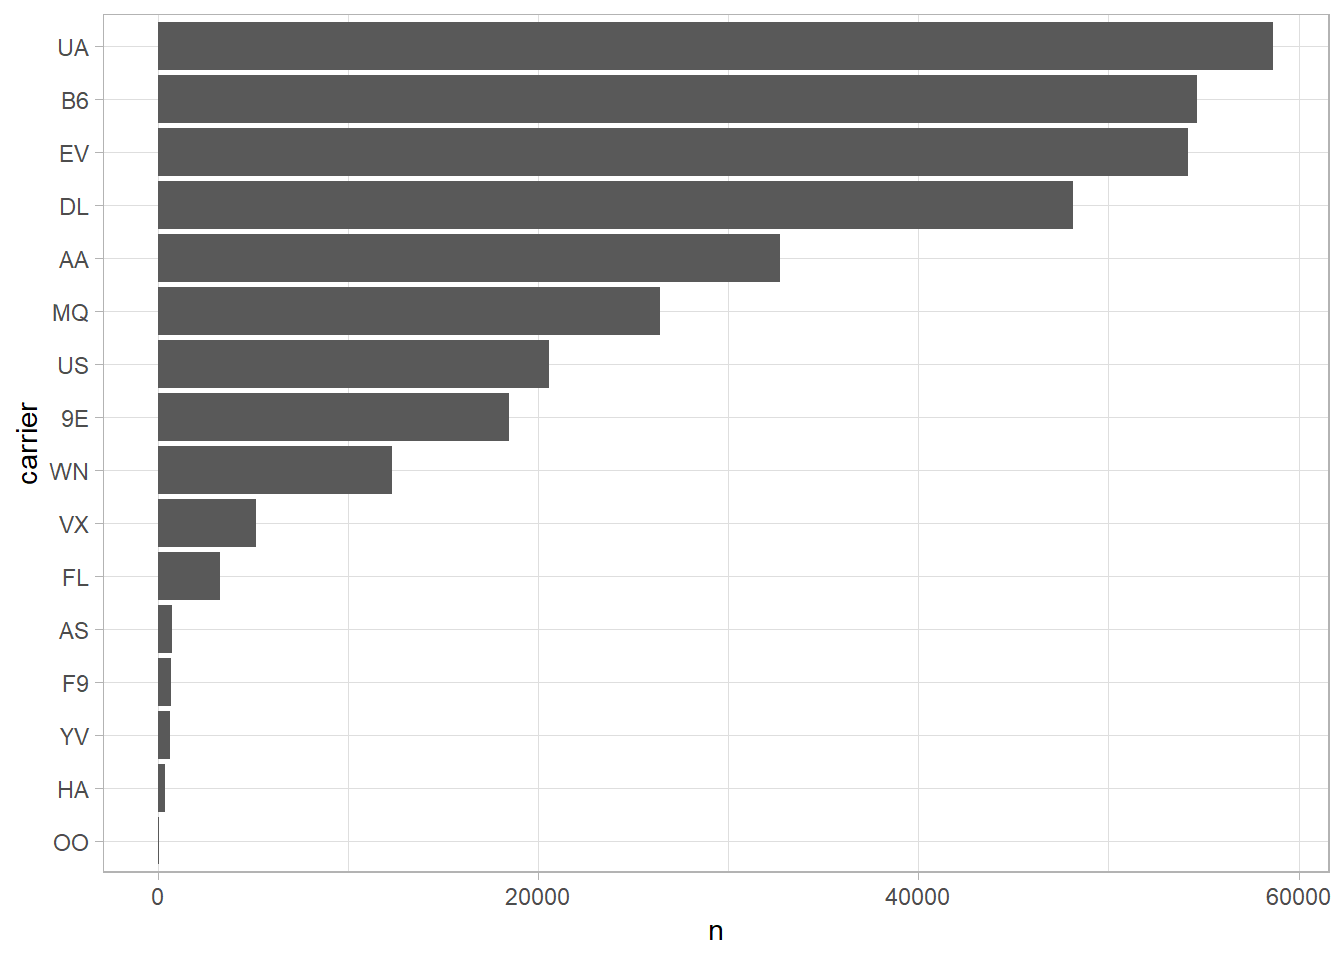 UA
B6
EV
DL
AA
MQ
US
9E
WN
VX
FL
AS
F9
YV
HA
OO
carrier
0 20000 40000 60000
n